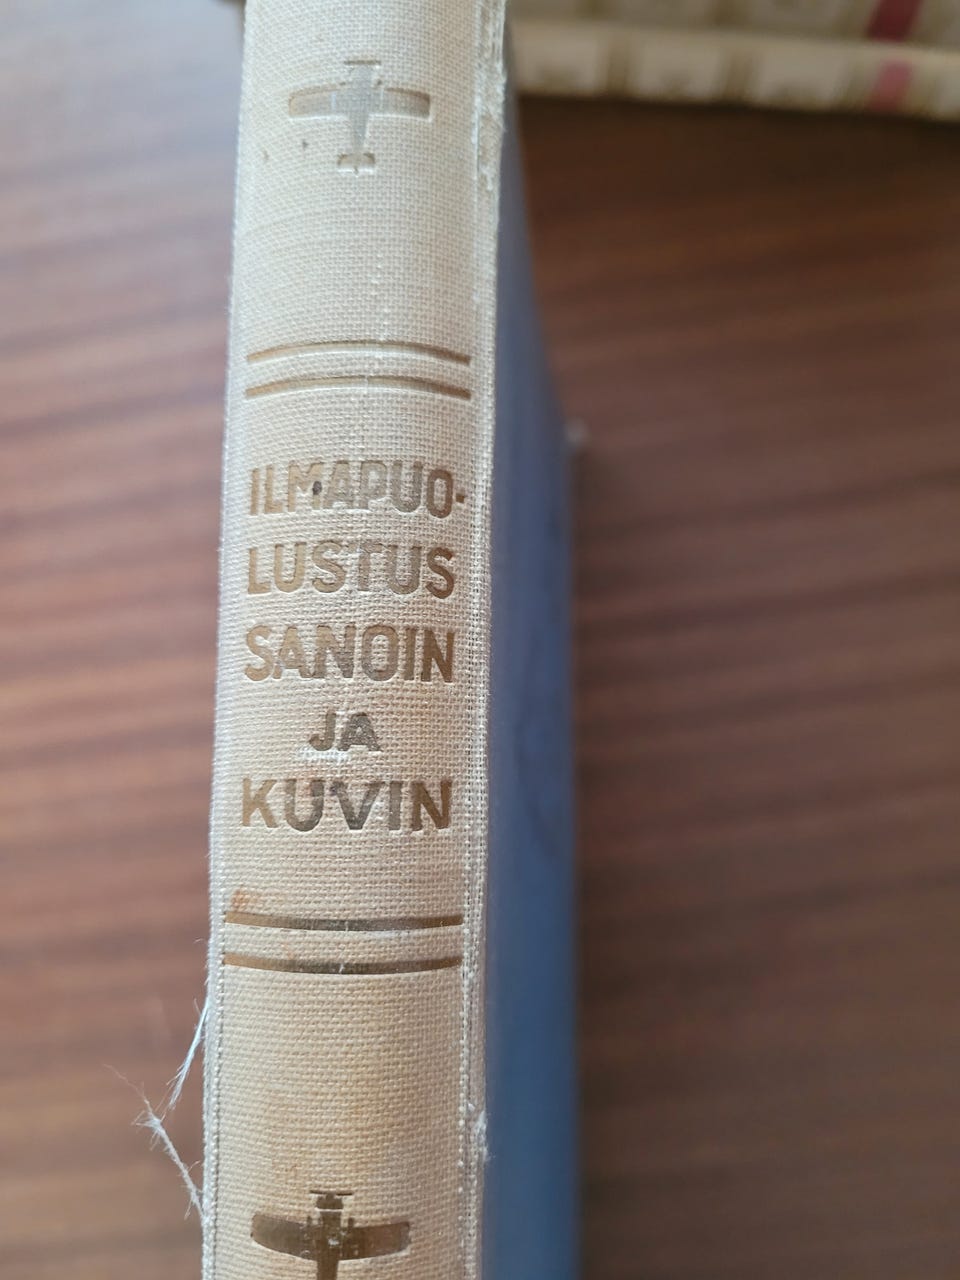 ILMAPUO-
LUSTUS
SANOIN
JA
KUVIN